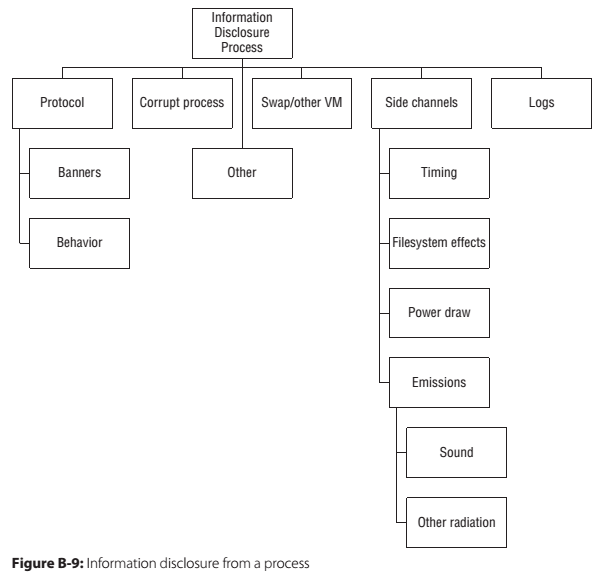 Information
Disclosure
Process
Protocol
Corrupt process
Swap/other VM
Side channels
Logs
Banners
Other
Timing
Behavior
Filesystem effects
Power draw
Emissions
Sound
Other radiation
Figure B-9: Information disclosure from a process